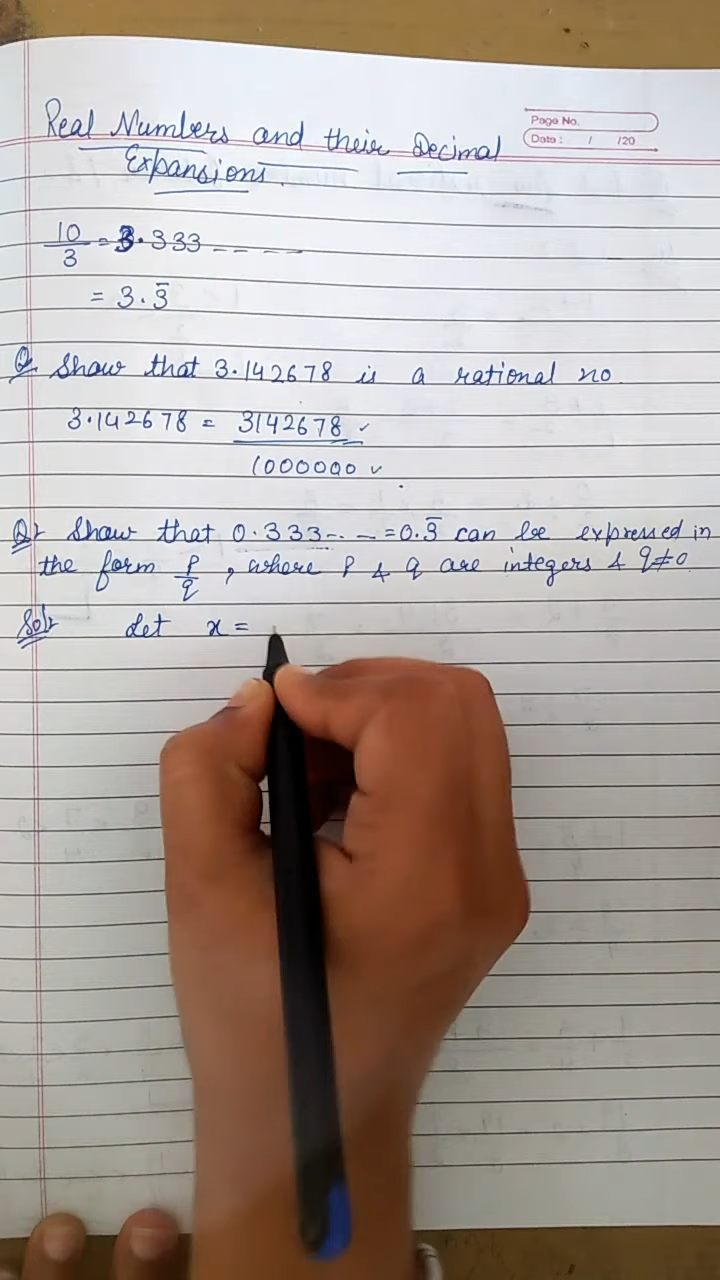 Real Numbers and their Decimal
Expansions.
Page No.
Date : / /20
10/3 = 3.333 - - - -
= 3.3̅
Q. Show that 3.142678 is a rational no.
3.142678 = 3142678 ✓
1000000 ✓
Q: Show that 0.333-.- = 0.3̅ can be expressed in
the form p/q, where p & q are integers & q≠0.
Sol: Let x =